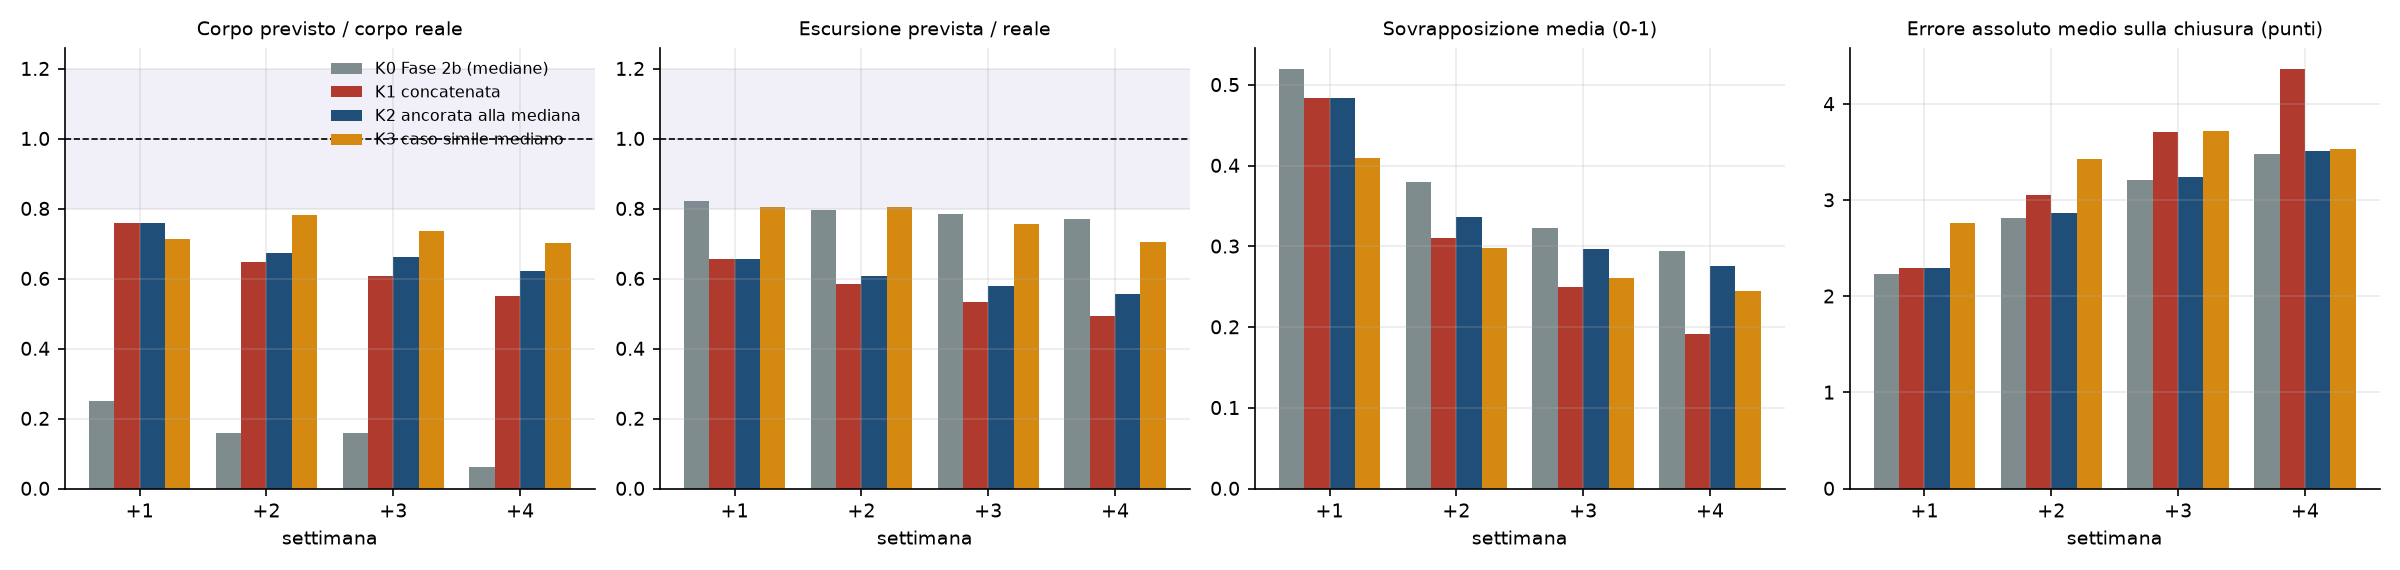 Corpo previsto / corpo reale
1.2
1.0
0.8
0.6
0.4
0.2
0.0
K0 Fase 2b (mediane)
K1 concatenata
K2 ancorata alla mediana
K3 caso simile mediano
+1 +2 +3 +4
settimana
Escursione prevista / reale
1.2
1.0
0.8
0.6
0.4
0.2
0.0
+1 +2 +3 +4
settimana
Sovrapposizione media (0-1)
0.5
0.4
0.3
0.2
0.1
0.0
+1 +2 +3 +4
settimana
Errore assoluto medio sulla chiusura (punti)
4
3
2
1
0
+1 +2 +3 +4
settimana